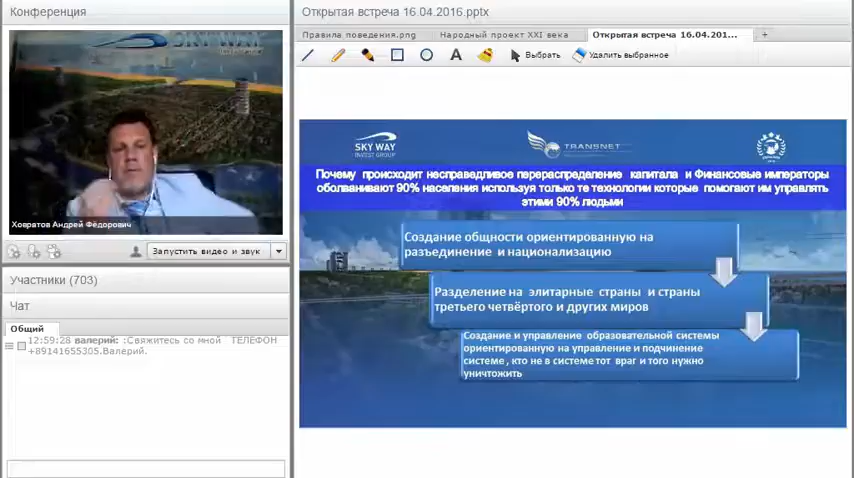 Конференция
SKY WAY
Ховратов Андрей Фёдорович
Запустить видео и звук
Участники (703)
Чат
Общий
12:59:28 валерий: :Свяжитесь со мной ТЕЛЕФОН
+89141655305.Валерий.
Открытая встреча 16.04.2016.pptx
Правила поведения.png
Народный проект XXI века
Открытая встреча 16.04.201...
+
A
Выбрать
Удалить выбранное
SKY WAY
INVEST GROUP
TRANSNET
Почему происходит несправедливое перераспределение капитала и Финансовые императоры
оболванивают 90% населения используя только те технологии которые помогают им управлять
этими 90% людьми
Создание общности ориентированную на
разъединение и национализацию
Разделение на элитарные страны и страны
третьего четвёртого и других миров
Создание и управление образовательной системы
ориентированную на управление и подчинение
системе , кто не в системе тот враг и того нужно
уничтожить